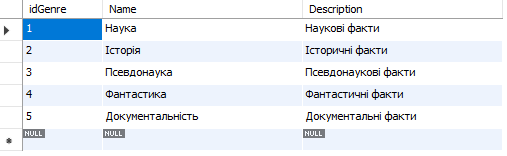 idGenre Name Description
1 Наука Наукові факти
2 Історія Історичні факти
3 Псевдонаука Псевдонаукові факти
4 Фантастика Фантастичні факти
5 Документальність Документальні факти
NULL NULL NULL